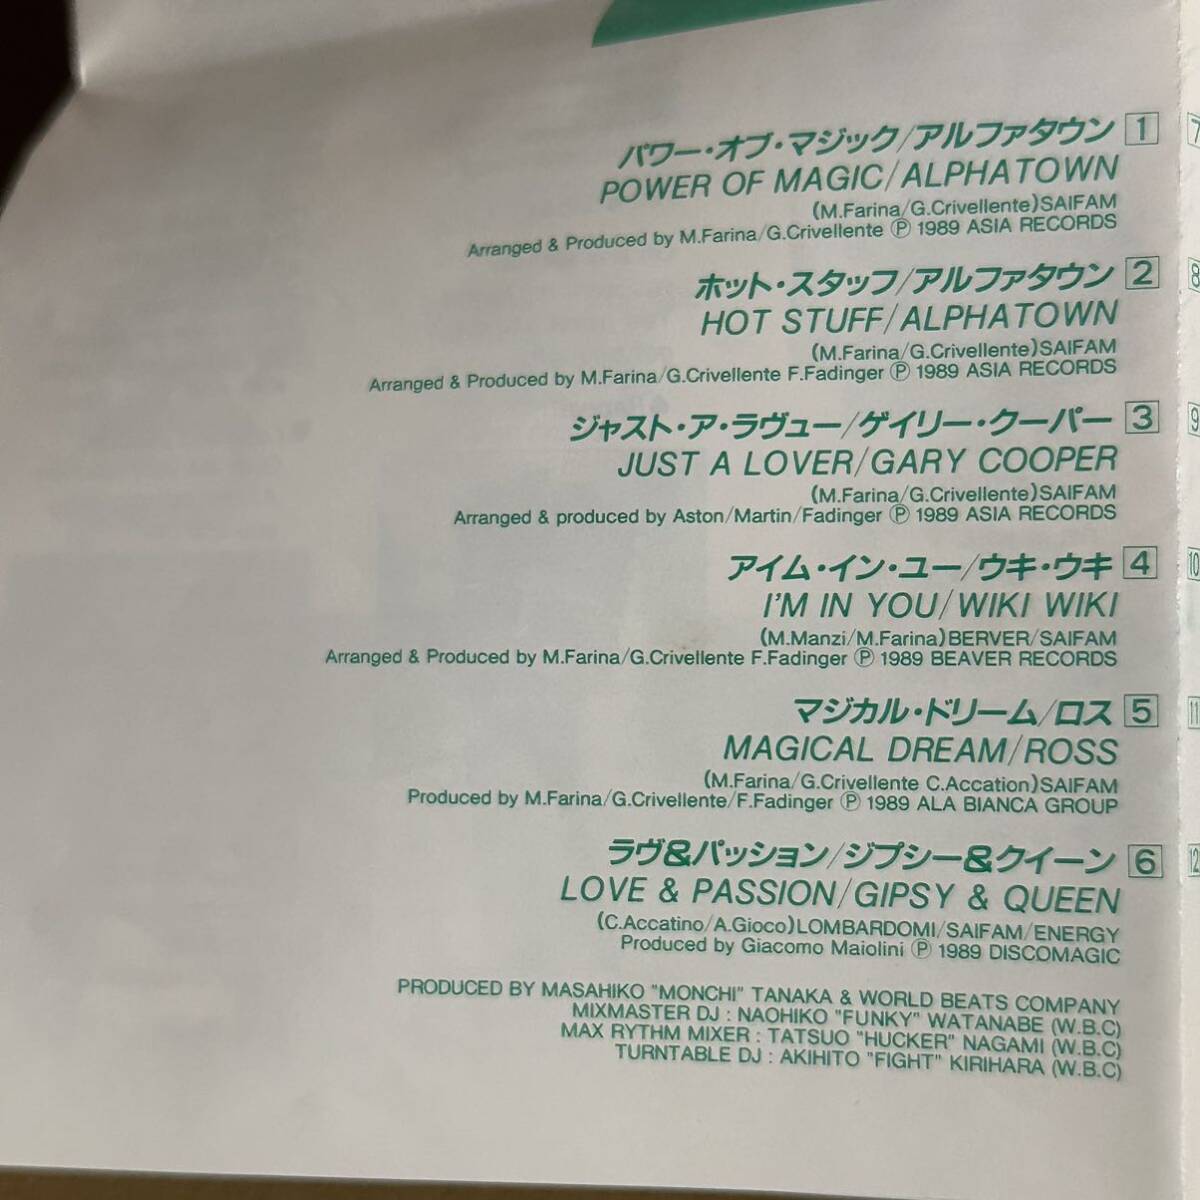 パワー・オブ・マジック/アルファタウン 1
POWER OF MAGIC/ALPHATOWN
(M.Farina/G.Crivellente)SAIFAM
Arranged & Produced by M.Farina/G.Crivellente Ⓟ 1989 ASIA RECORDS
ホット・スタッフ/アルファタウン 2
HOT STUFF/ALPHATOWN
(M.Farina/G.Crivellente)SAIFAM
Arranged & Produced by M.Farina/G.Crivellente F.Fadinger Ⓟ 1989 ASIA RECORDS
ジャスト・ア・ラヴュー/ゲイリー・クーパー 3
JUST A LOVER/GARY COOPER
(M.Farina/G.Crivellente)SAIFAM
Arranged & produced by Aston/Martin/Fadinger Ⓟ 1989 ASIA RECORDS
アイム・イン・ユー/ウキ・ウキ 4
I'M IN YOU/WIKI WIKI
(M.Manzi/M.Farina)BERVER/SAIFAM
Arranged & Produced by M.Farina/G.Crivellente F.Fadinger Ⓟ 1989 BEAVER RECORDS
マジカル・ドリーム/ロス 5
MAGICAL DREAM/ROSS
(M.Farina/G.Crivellente C.Accation)SAIFAM
Produced by M.Farina/G.Crivellente/F.Fadinger Ⓟ 1989 ALA BIANCA GROUP
ラヴ&パッション/ジプシー&クイーン 6
LOVE & PASSION/GIPSY & QUEEN
(C.Accatino/A.Gioco)LOMBARDOMI/SAIFAM/ENERGY
Produced by Giacomo Maiolini Ⓟ 1989 DISCOMAGIC
PRODUCED BY MASAHIKO "MONCHI" TANAKA & WORLD BEATS COMPANY
MIXMASTER DJ : NAOHIKO "FUNKY" WATANABE (W.B.C)
MAX RYTHM MIXER : TATSUO "HUCKER" NAGAMI (W.B.C)
TURNTABLE DJ : AKIHITO "FIGHT" KIRIHARA (W.B.C)
7
8
9
10
11
12